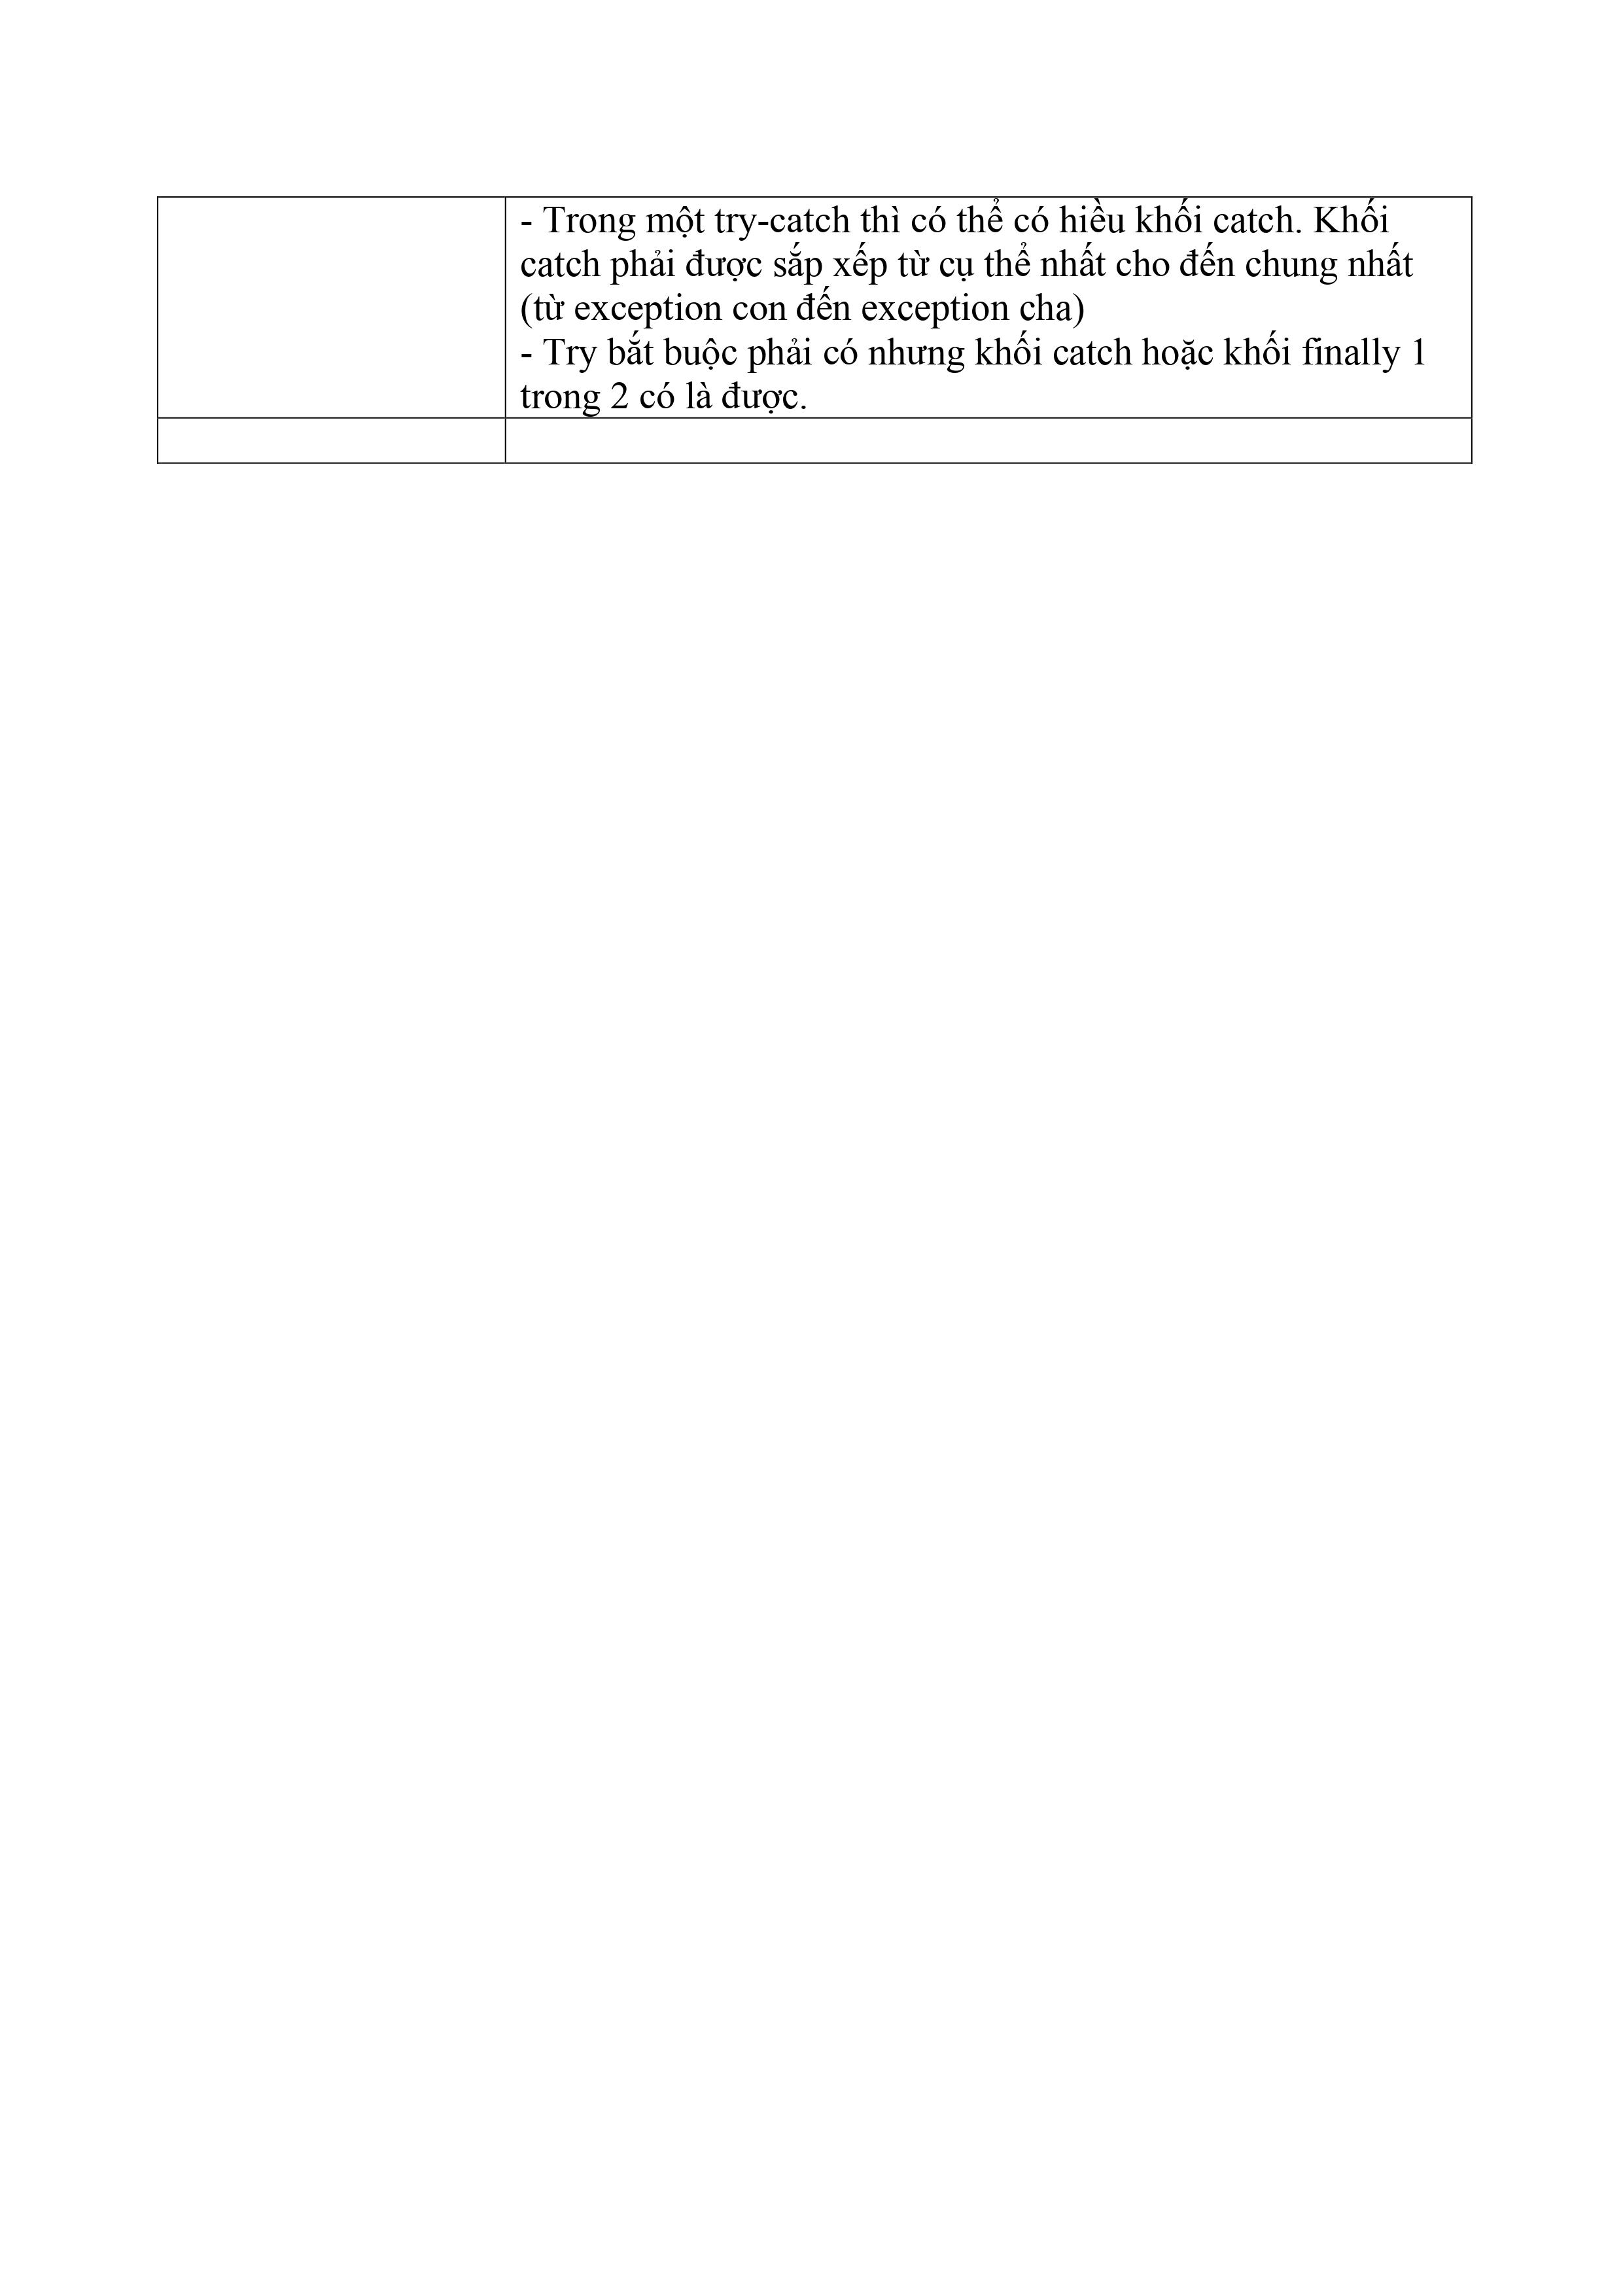 - Trong một try-catch thì có thể có hiều khối catch. Khối
catch phải được sắp xếp từ cụ thể nhất cho đến chung nhất
(từ exception con đến exception cha)
- Try bắt buộc phải có nhưng khối catch hoặc khối finally 1
trong 2 có là được.